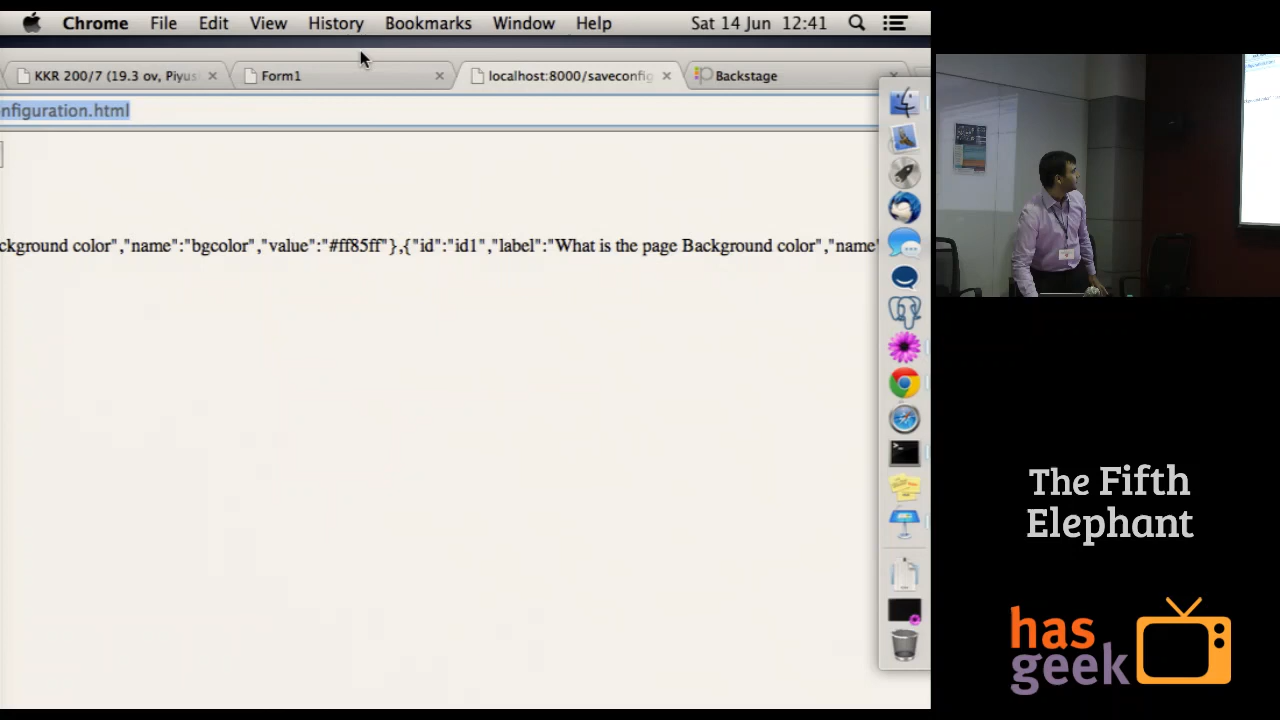 Chrome File Edit View History Bookmarks Window Help Sat 14 Jun 12:41
KKR 200/7 (19.3 ov, Piyus Form1 localhost:8000/saveconfig Backstage
nfiguration.html
ckground color","name":"bgcolor","value":"#ff85ff"},{"id":"id1","label":"What is the page Background color","name"
The Fifth
Elephant
has
geek